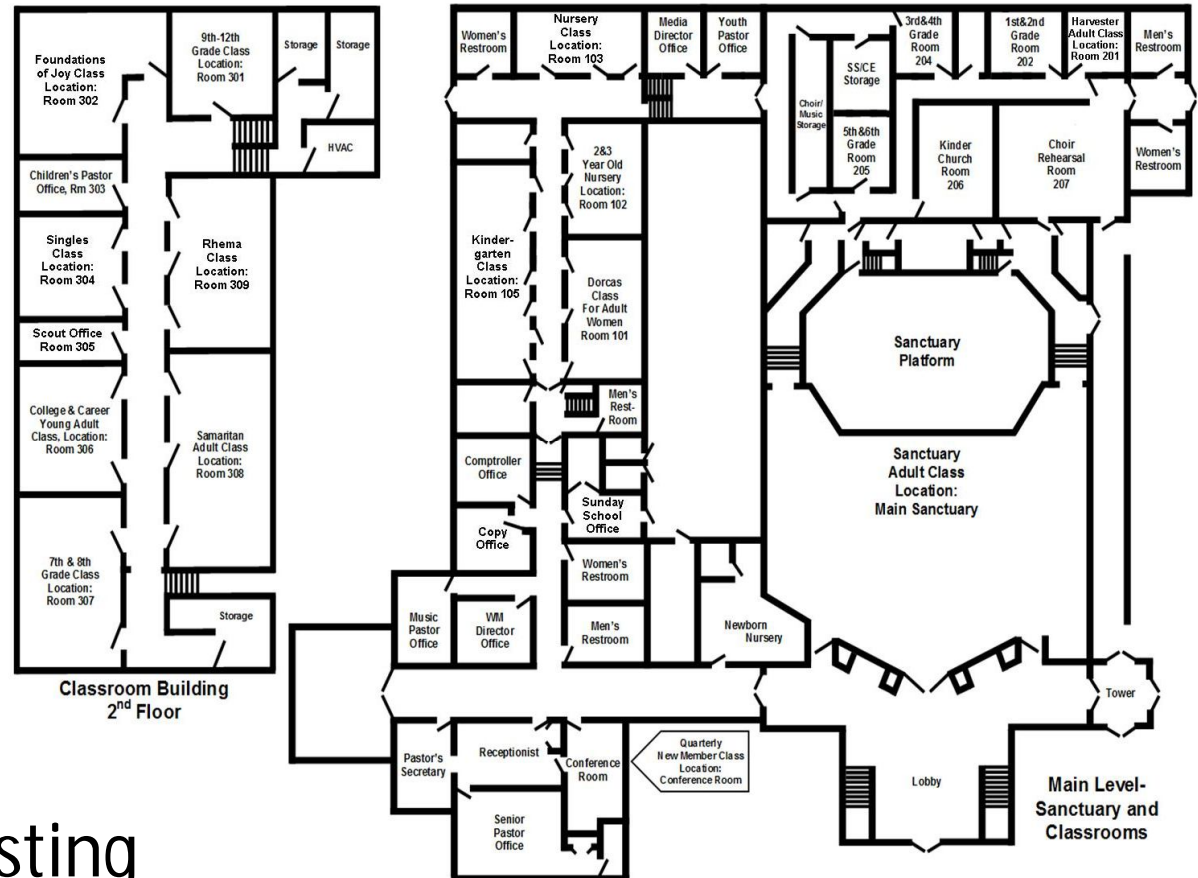 Foundations
of Joy Class
Location:
Room 302
9th-12th
Grade Class
Location:
Room 301
Storage
Storage
HVAC
Children's Pastor
Office, Rm 303
Singles
Class
Location:
Room 304
Rhema
Class
Location:
Room 309
Scout Office
Room 305
College & Career
Young Adult
Class, Location:
Room 306
Samaritan
Adult Class
Location:
Room 308
7th & 8th
Grade Class
Location:
Room 307
Storage
Classroom Building
2nd Floor
Women's
Restroom
Nursery
Class
Location:
Room 103
Media
Director
Office
Youth
Pastor
Office
2&3
Year Old
Nursery
Location:
Room 102
Kinder-
garten
Class
Location:
Room 105
Dorcas
Class
For Adult
Women
Room 101
Men's
Rest-
Room
Comptroller
Office
Sunday
School
Office
Copy
Office
Women's
Restroom
Music
Pastor
Office
WM
Director
Office
Men's
Restroom
Newborn
Nursery
Pastor's
Secretary
Receptionist
Conference
Room
Quarterly
New Member Class
Location:
Conference Room
Senior
Pastor
Office
Choir/
Music
Storage
SS/CE
Storage
5th&6th
Grade
Room
205
3rd&4th
Grade
Room
204
1st&2nd
Grade
Room
202
Harvester
Adult Class
Location:
Room 201
Men's
Restroom
Kinder
Church
Room
206
Choir
Rehearsal
Room
207
Women's
Restroom
Sanctuary
Platform
Sanctuary
Adult Class
Location:
Main Sanctuary
Tower
Lobby
Main Level-
Sanctuary and
Classrooms
sting